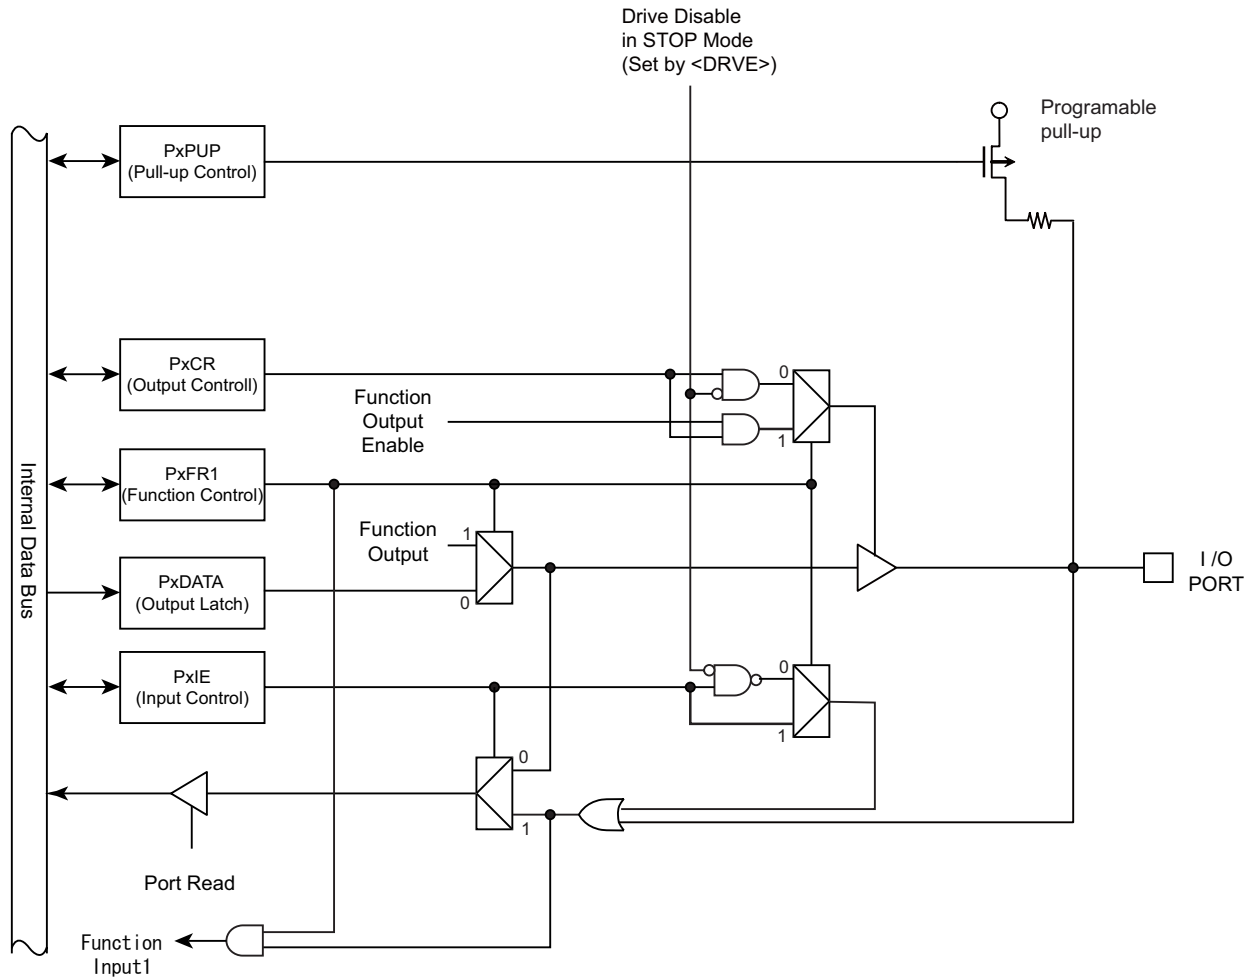 Drive Disable
in STOP Mode
(Set by <DRVE>)
Programable
pull-up
PxPUP
(Pull-up Control)
PxCR
(Output Controll)
Function
Output
Enable
0
1
PxFR1
(Function Control)
Internal Data Bus
Function
Output
1
0
I /O
PORT
PxDATA
(Output Latch)
PxIE
(Input Control)
0
1
0
1
Port Read
Function
Input1